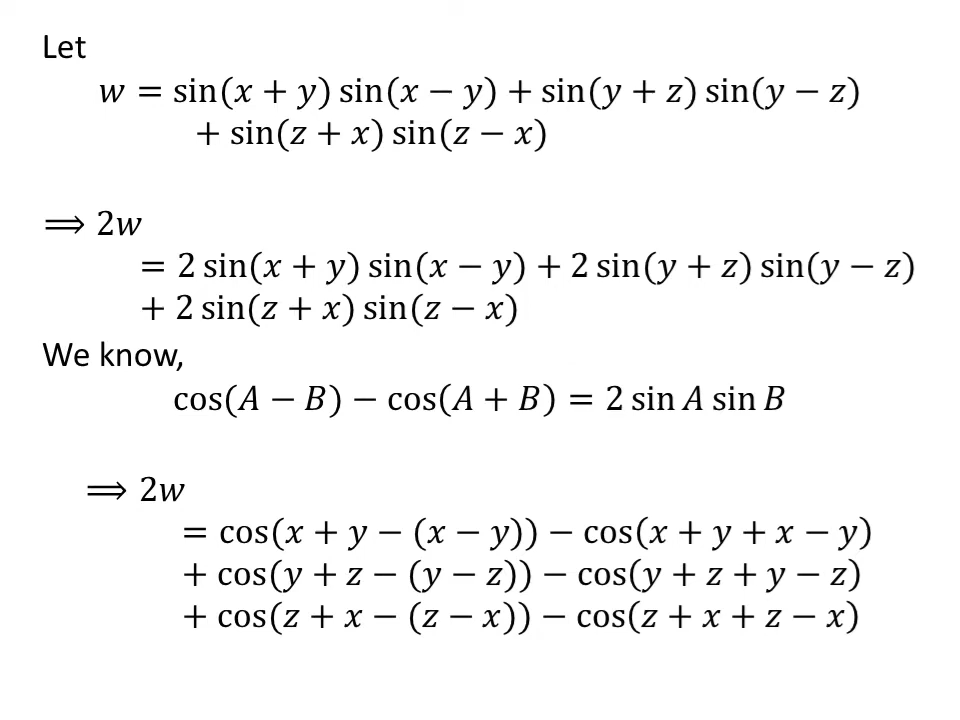 Let
𝑤 = sin(𝑥 + 𝑦) sin(𝑥 − 𝑦) + sin(𝑦 + 𝑧) sin(𝑦 − 𝑧)
+ sin(𝑧 + 𝑥) sin(𝑧 − 𝑥)
⟹ 2𝑤
= 2 sin(𝑥 + 𝑦) sin(𝑥 − 𝑦) + 2 sin(𝑦 + 𝑧) sin(𝑦 − 𝑧)
+ 2 sin(𝑧 + 𝑥) sin(𝑧 − 𝑥)
We know,
cos(𝐴 − 𝐵) − cos(𝐴 + 𝐵) = 2 sin 𝐴 sin 𝐵
⟹ 2𝑤
= cos(𝑥 + 𝑦 − (𝑥 − 𝑦)) − cos(𝑥 + 𝑦 + 𝑥 − 𝑦)
+ cos(𝑦 + 𝑧 − (𝑦 − 𝑧)) − cos(𝑦 + 𝑧 + 𝑦 − 𝑧)
+ cos(𝑧 + 𝑥 − (𝑧 − 𝑥)) − cos(𝑧 + 𝑥 + 𝑧 − 𝑥)